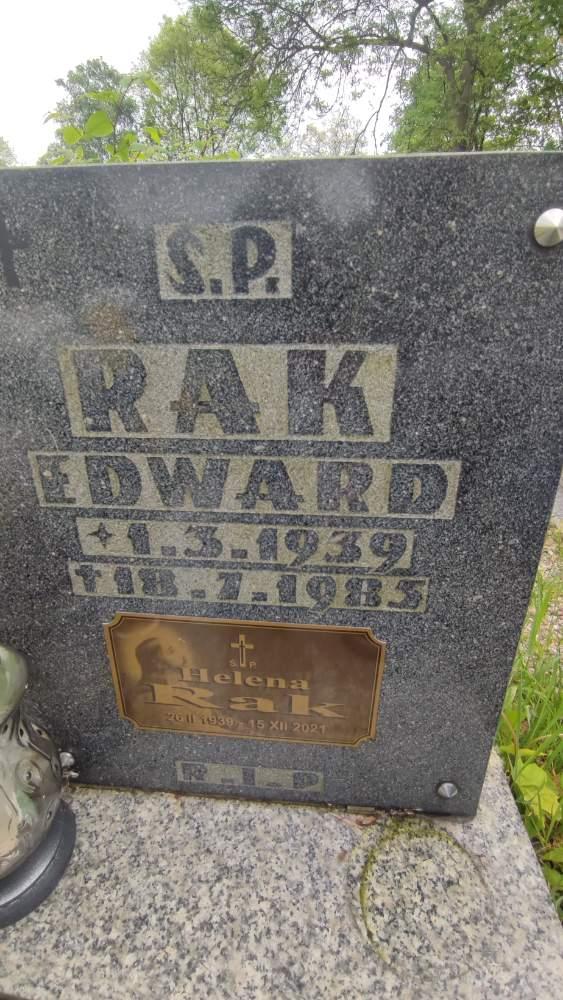 S.P.
RAK
EDWARD
1.3.1939
†18.7.1985
Ś.P.
Helena
Rak
26 II 1939 - 15 XII 2021
R.I.P